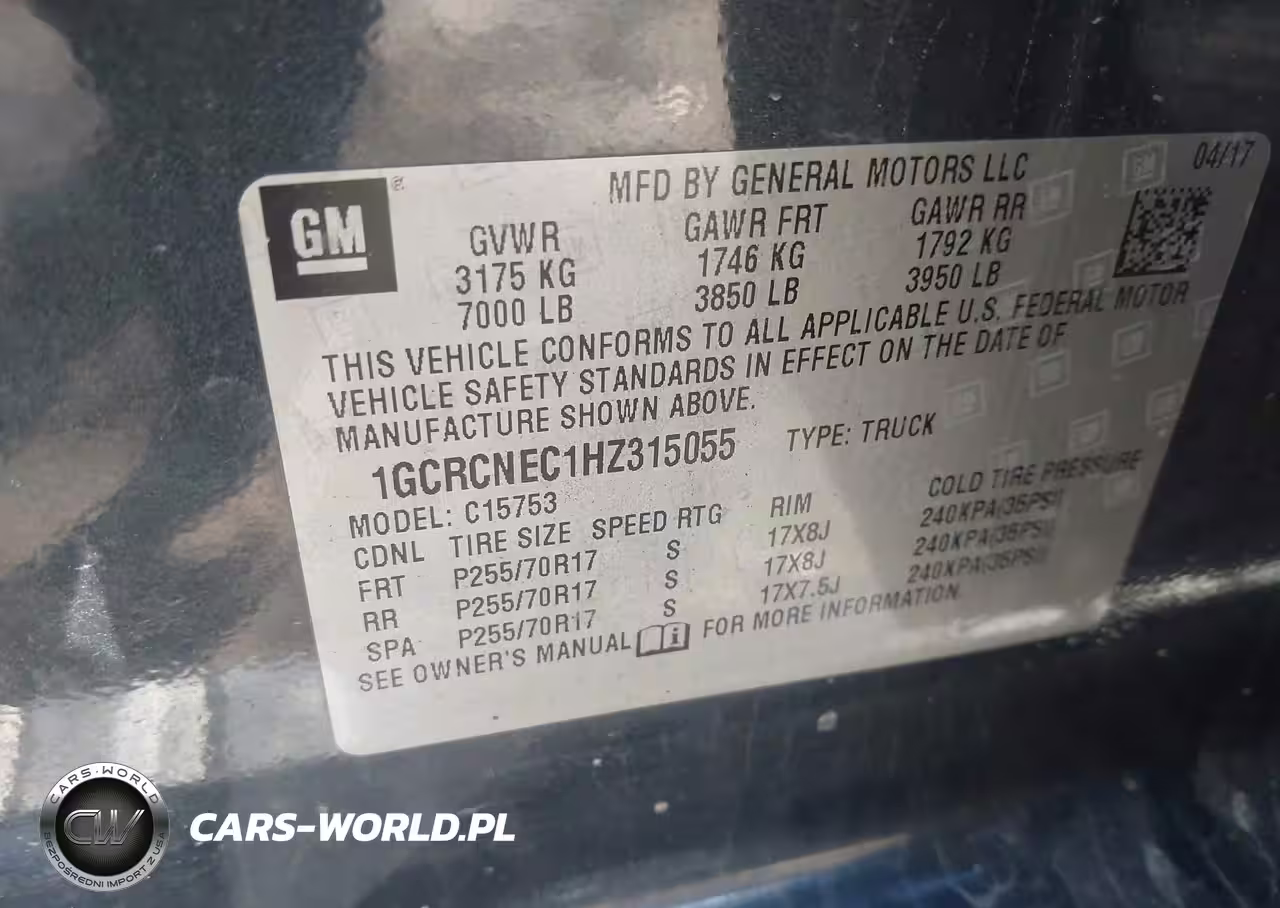 MFD BY GENERAL MOTORS LLC 04/17
GM
GVWR GAWR FRT GAWR RR
3175 KG 1746 KG 1792 KG
7000 LB 3850 LB 3950 LB
THIS VEHICLE CONFORMS TO ALL APPLICABLE U.S. FEDERAL MOTOR
VEHICLE SAFETY STANDARDS IN EFFECT ON THE DATE OF
MANUFACTURE SHOWN ABOVE.
1GCRCNEC1HZ315055 TYPE: TRUCK
MODEL: C15753
CDNL TIRE SIZE SPEED RTG RIM COLD TIRE PRESSURE
FRT P255/70R17 S 17X8J 240KPA(35PSI)
RR P255/70R17 S 17X8J 240KPA(35PSI)
SPA P255/70R17 S 17X7.5J 240KPA(35PSI)
SEE OWNER'S MANUAL i FOR MORE INFORMATION
CARS-WORLD
CW
BEZPOŚREDNI IMPORT Z USA
CARS-WORLD.PL